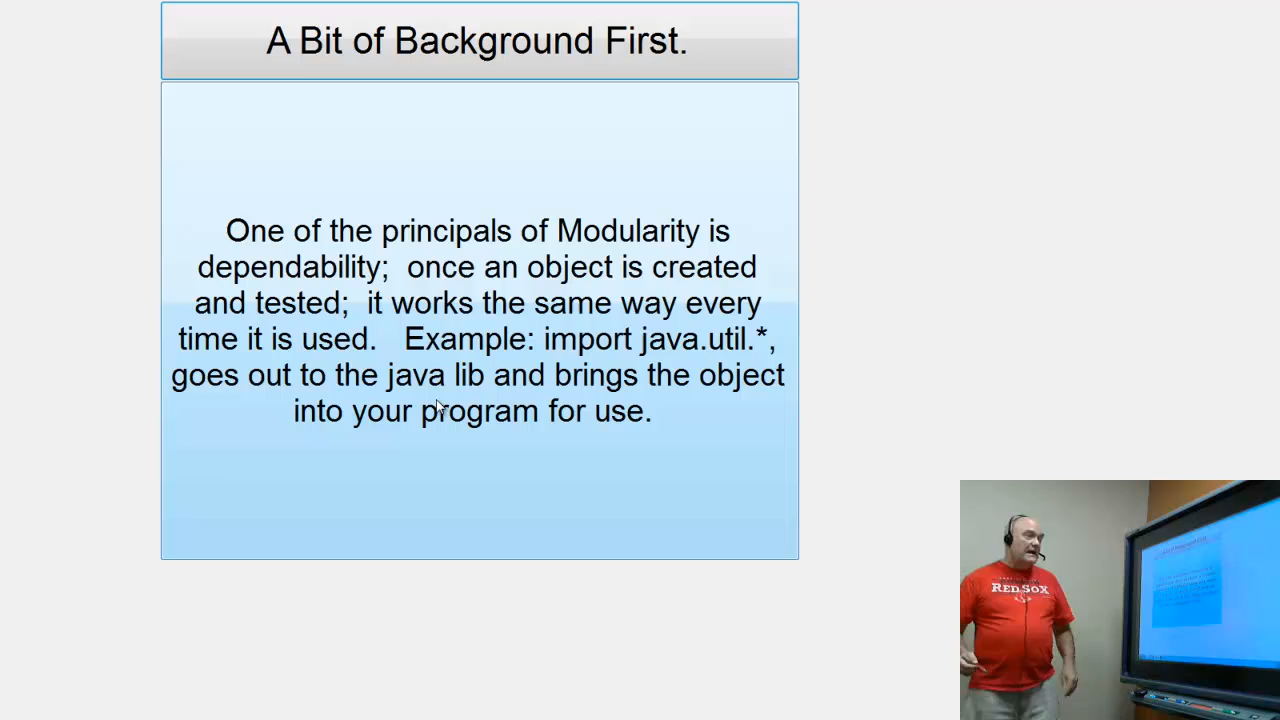 A Bit of Background First.
One of the principals of Modularity is
dependability;  once an object is created
and tested;  it works the same way every
time it is used.   Example: import java.util.*,
goes out to the java lib and brings the object
into your program for use.
RED SOX